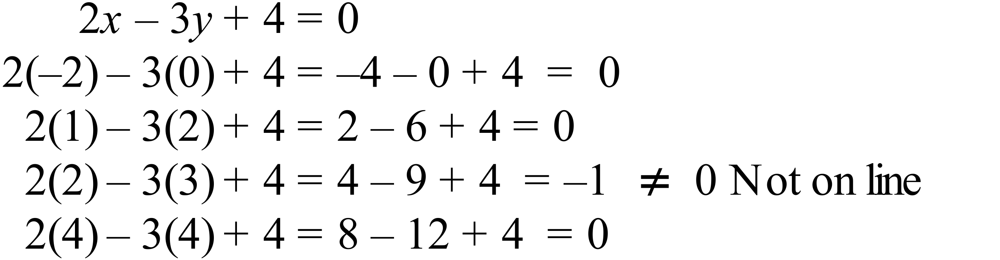 2x – 3y + 4 = 0
2(–2) – 3(0) + 4 = –4 – 0 + 4 = 0
2(1) – 3(2) + 4 = 2 – 6 + 4 = 0
2(2) – 3(3) + 4 = 4 – 9 + 4 = –1 ≠ 0 Not on line
2(4) – 3(4) + 4 = 8 – 12 + 4 = 0